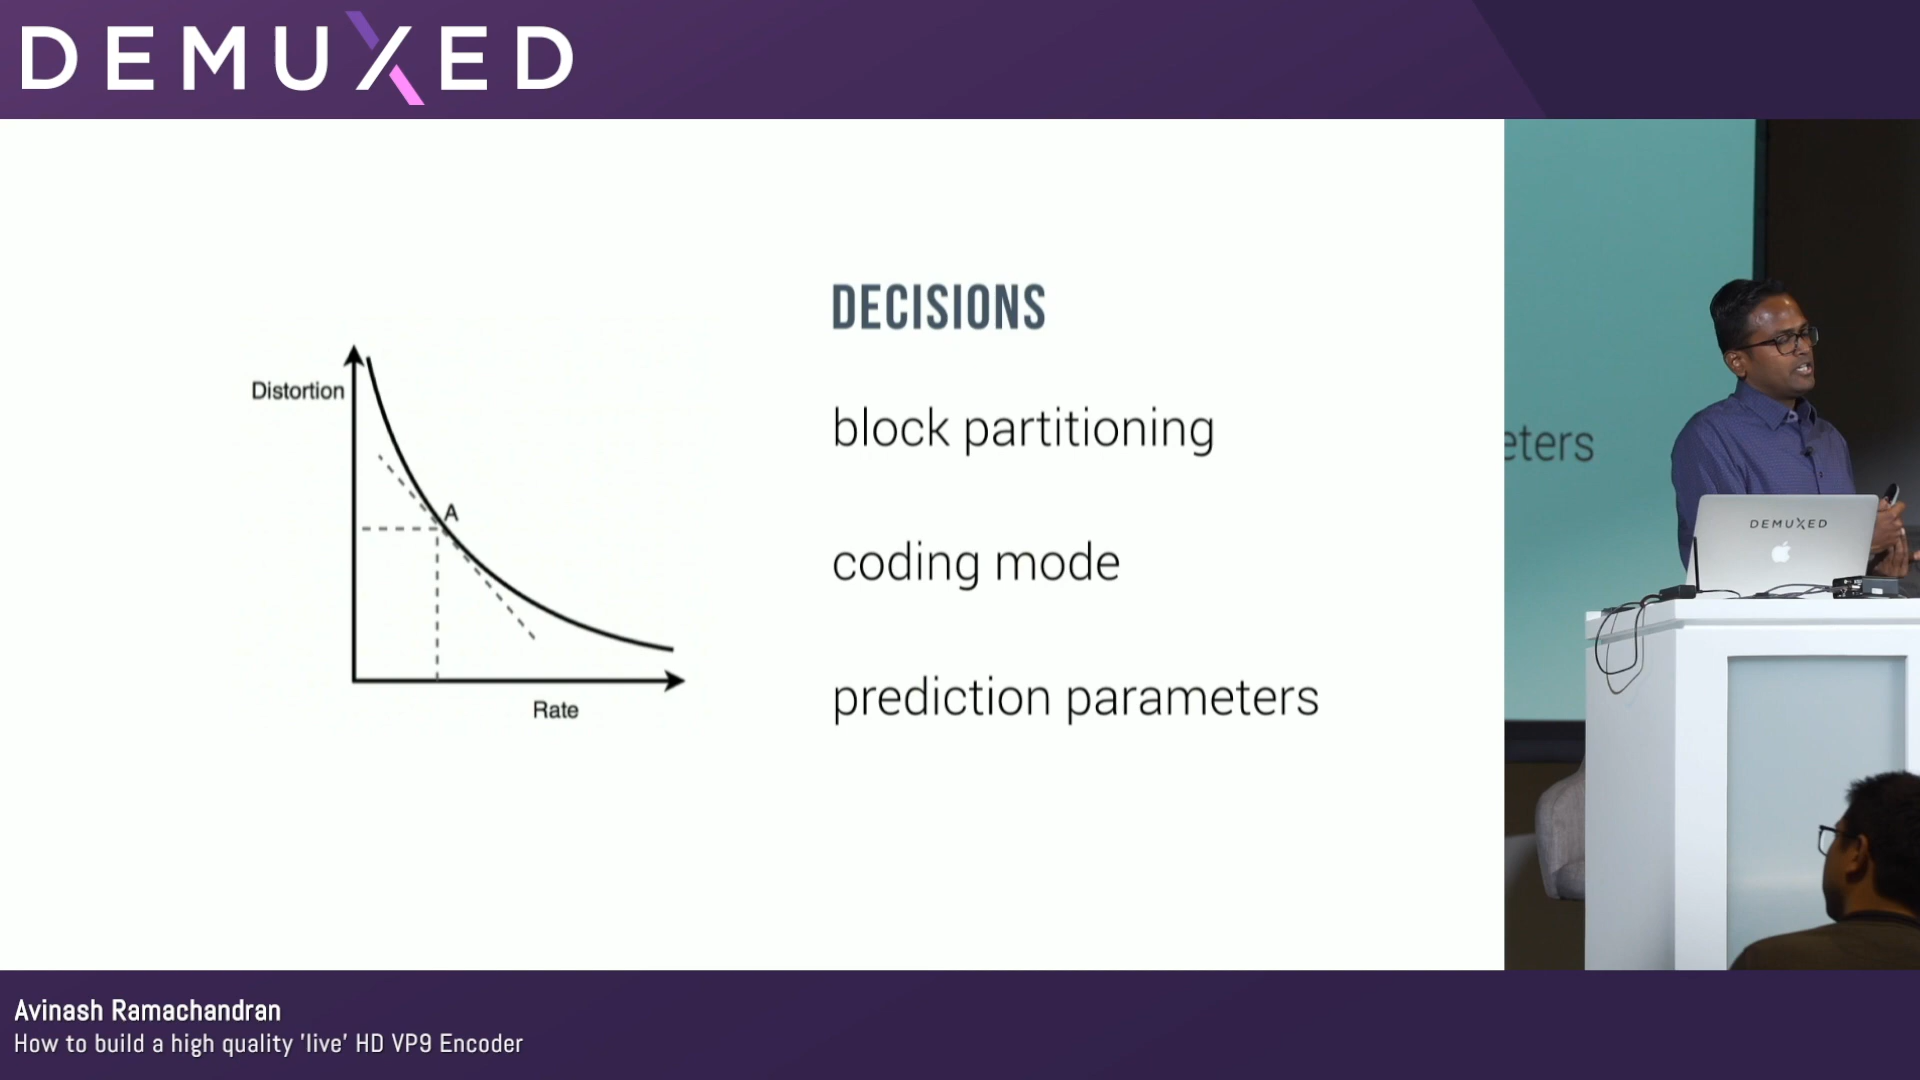 DEMUXED
DECISIONS
Distortion
block partitioning
A
coding mode
prediction parameters
Rate
eters
DEMUXED
Avinash Ramachandran
How to build a high quality 'live' HD VP9 Encoder